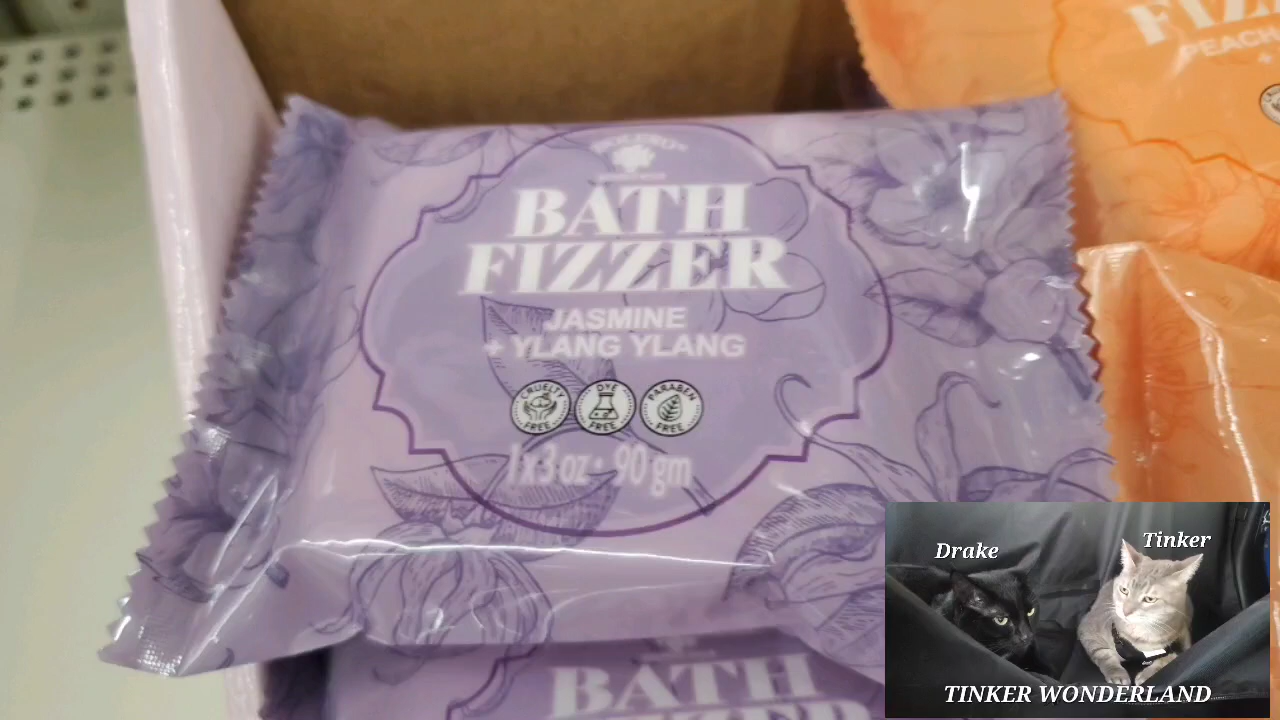 BATH
FIZZER
JASMINE
+ YLANG YLANG
CRUELTY
FREE
DYE
FREE
PARABEN
FREE
1 x 3 oz · 90 gm
PEACH
+
BATH
FIZZER
Drake
Tinker
TINKER WONDERLAND